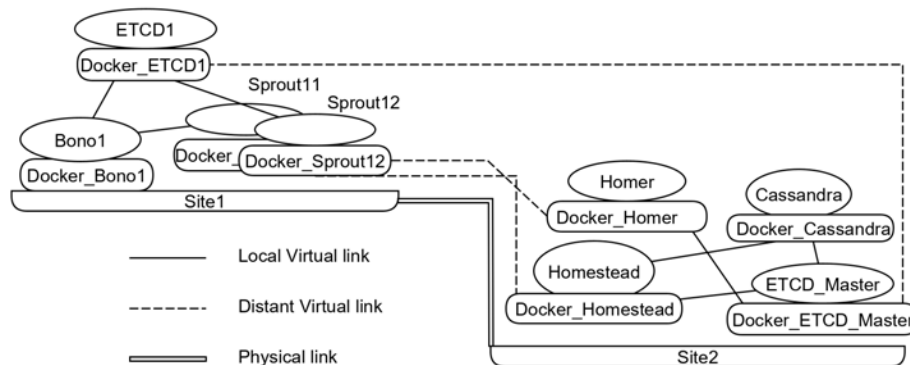 ETCD1
Docker_ETCD1
Sprout11
Sprout12
Bono1
Docker_
Docker_Sprout12
Docker_Bono1
Site1
Homer
Cassandra
Docker_Homer
Docker_Cassandra
Local Virtual link
Homestead
ETCD_Master
Distant Virtual link
Docker_Homestead
Docker_ETCD_Master
Physical link
Site2